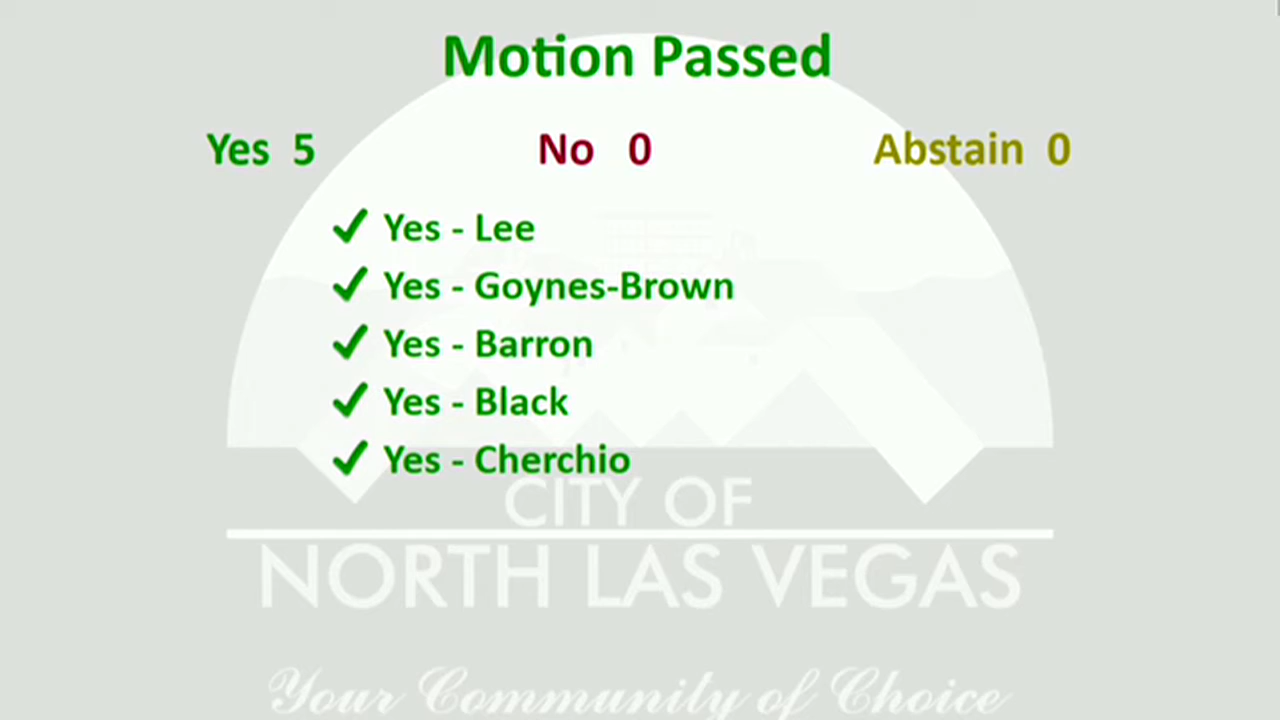 Motion Passed
Yes 5 No 0 Abstain 0
✔ Yes - Lee
✔ Yes - Goynes-Brown
✔ Yes - Barron
✔ Yes - Black
✔ Yes - Cherchio
CITY OF
NORTH LAS VEGAS
Your Community of Choice